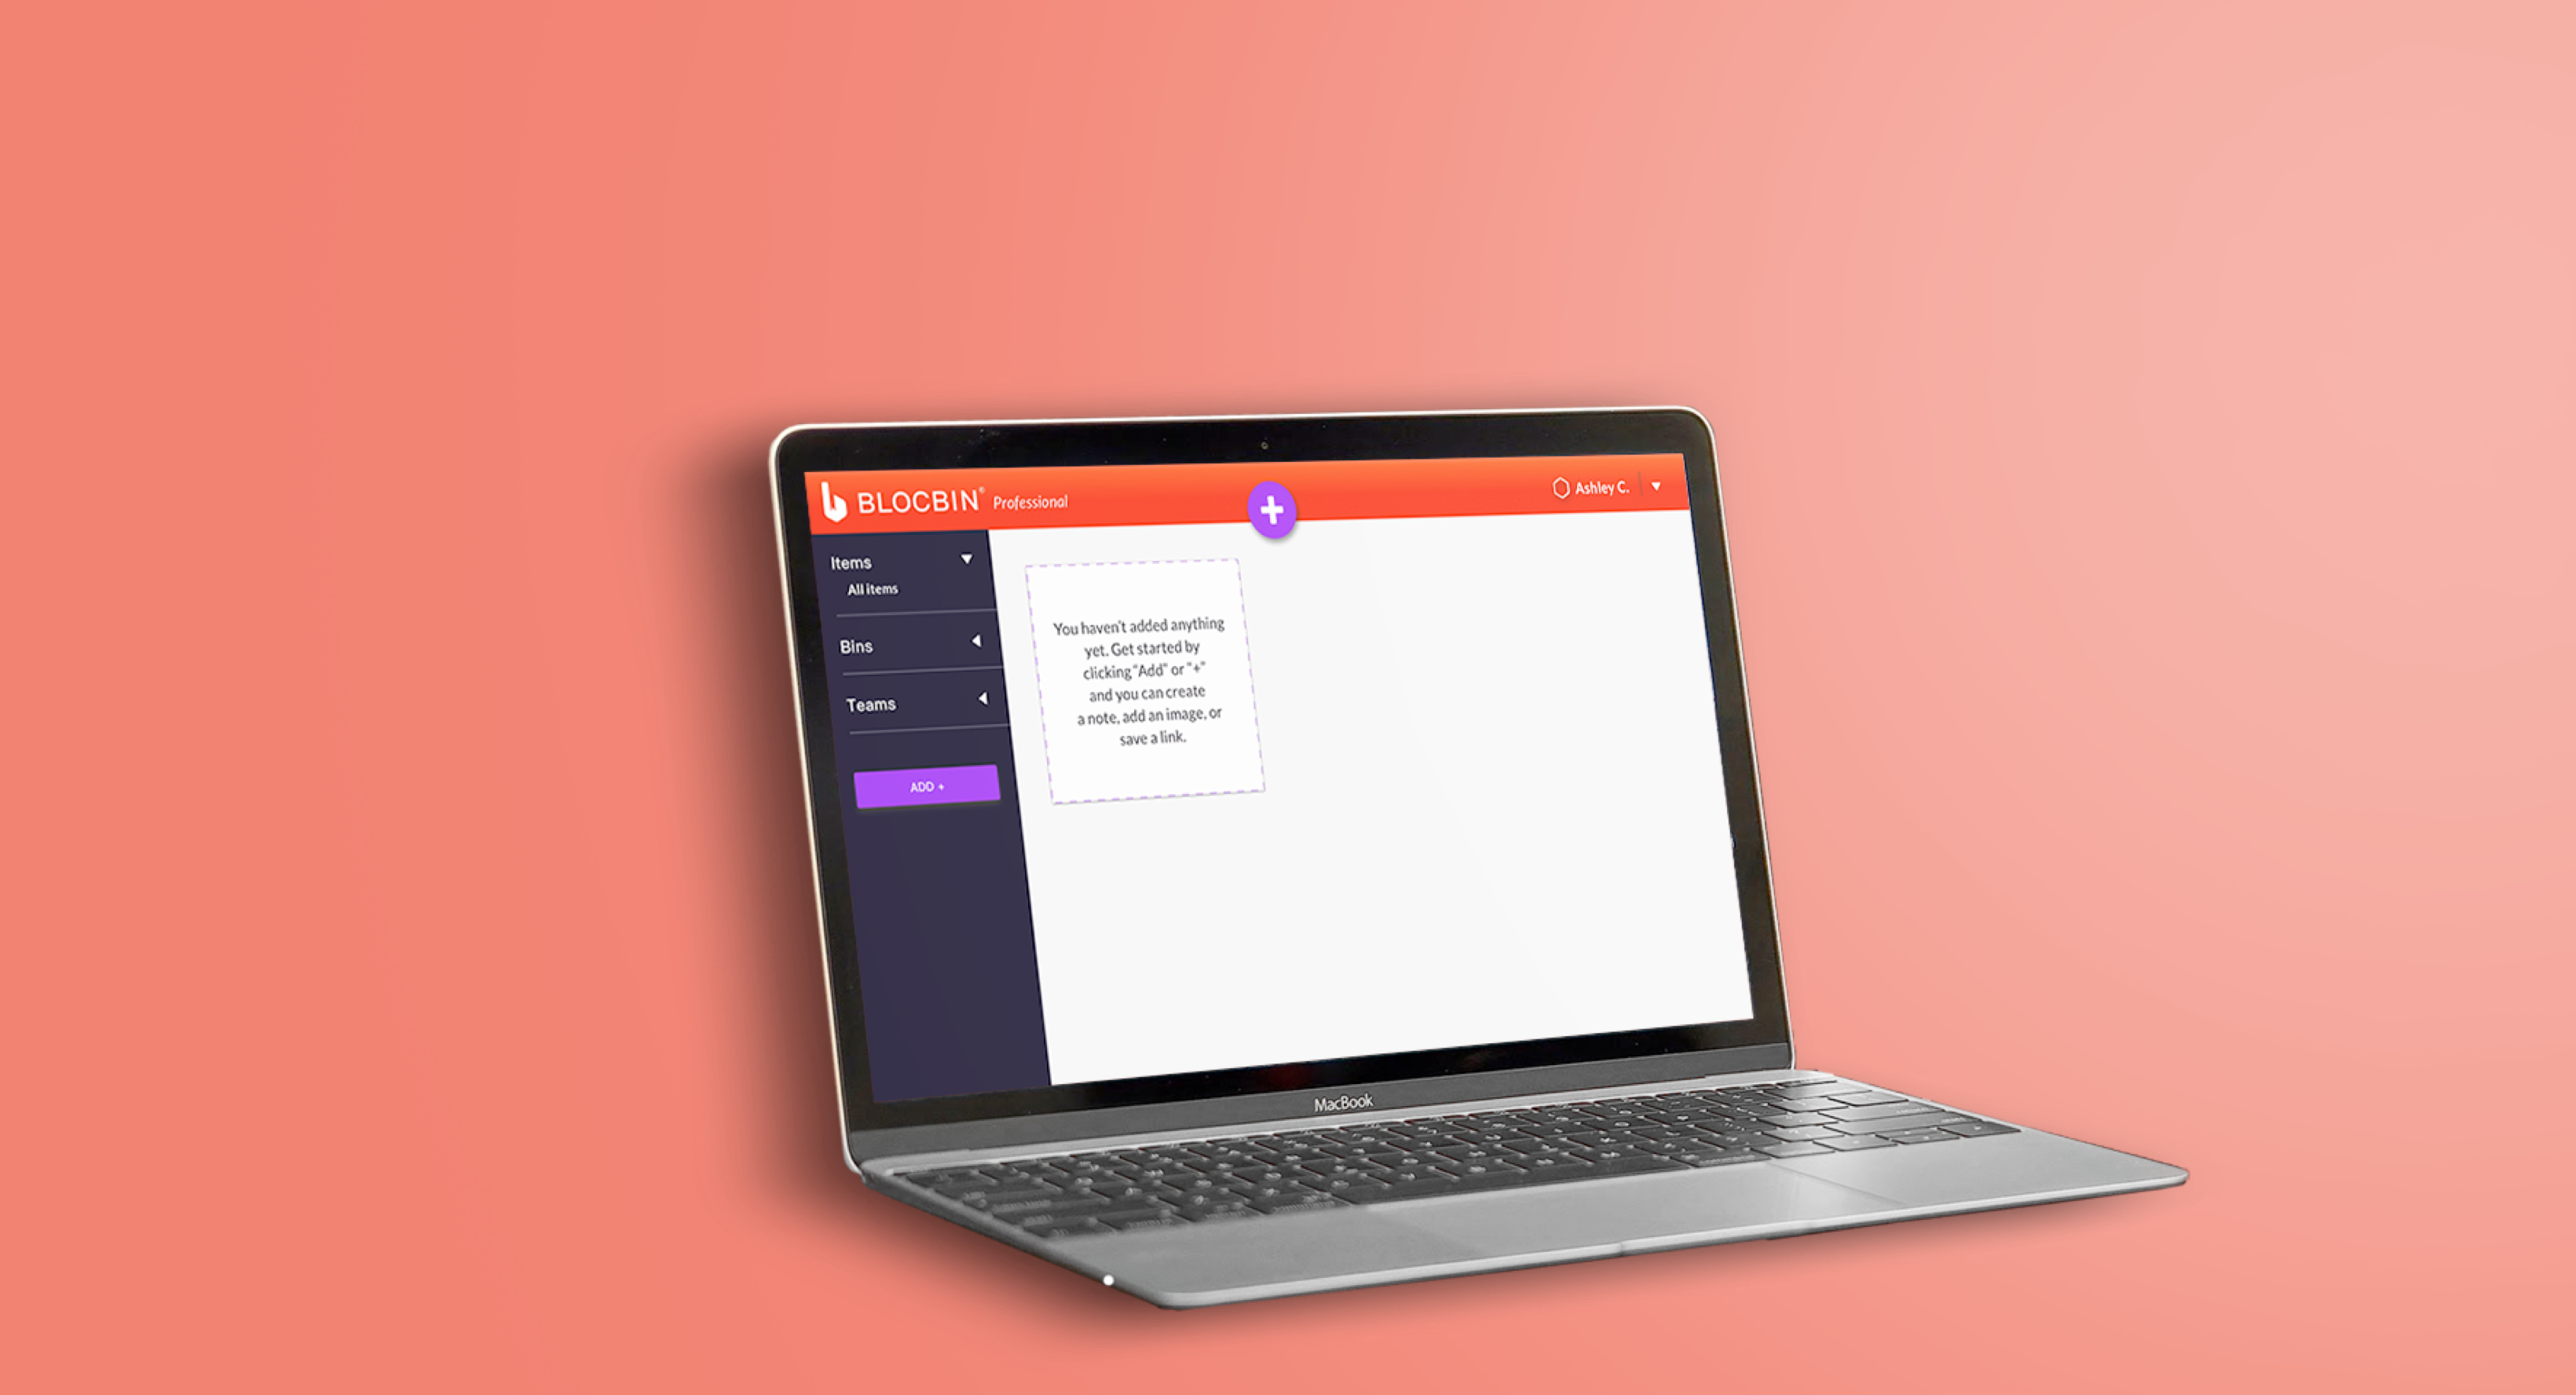 BLOCBIN® Professional
Ashley C.
Items
All items
Bins
Teams
ADD +
You haven't added anything
yet. Get started by
clicking "Add" or "+"
and you can create
a note, add an image, or
save a link.
MacBook